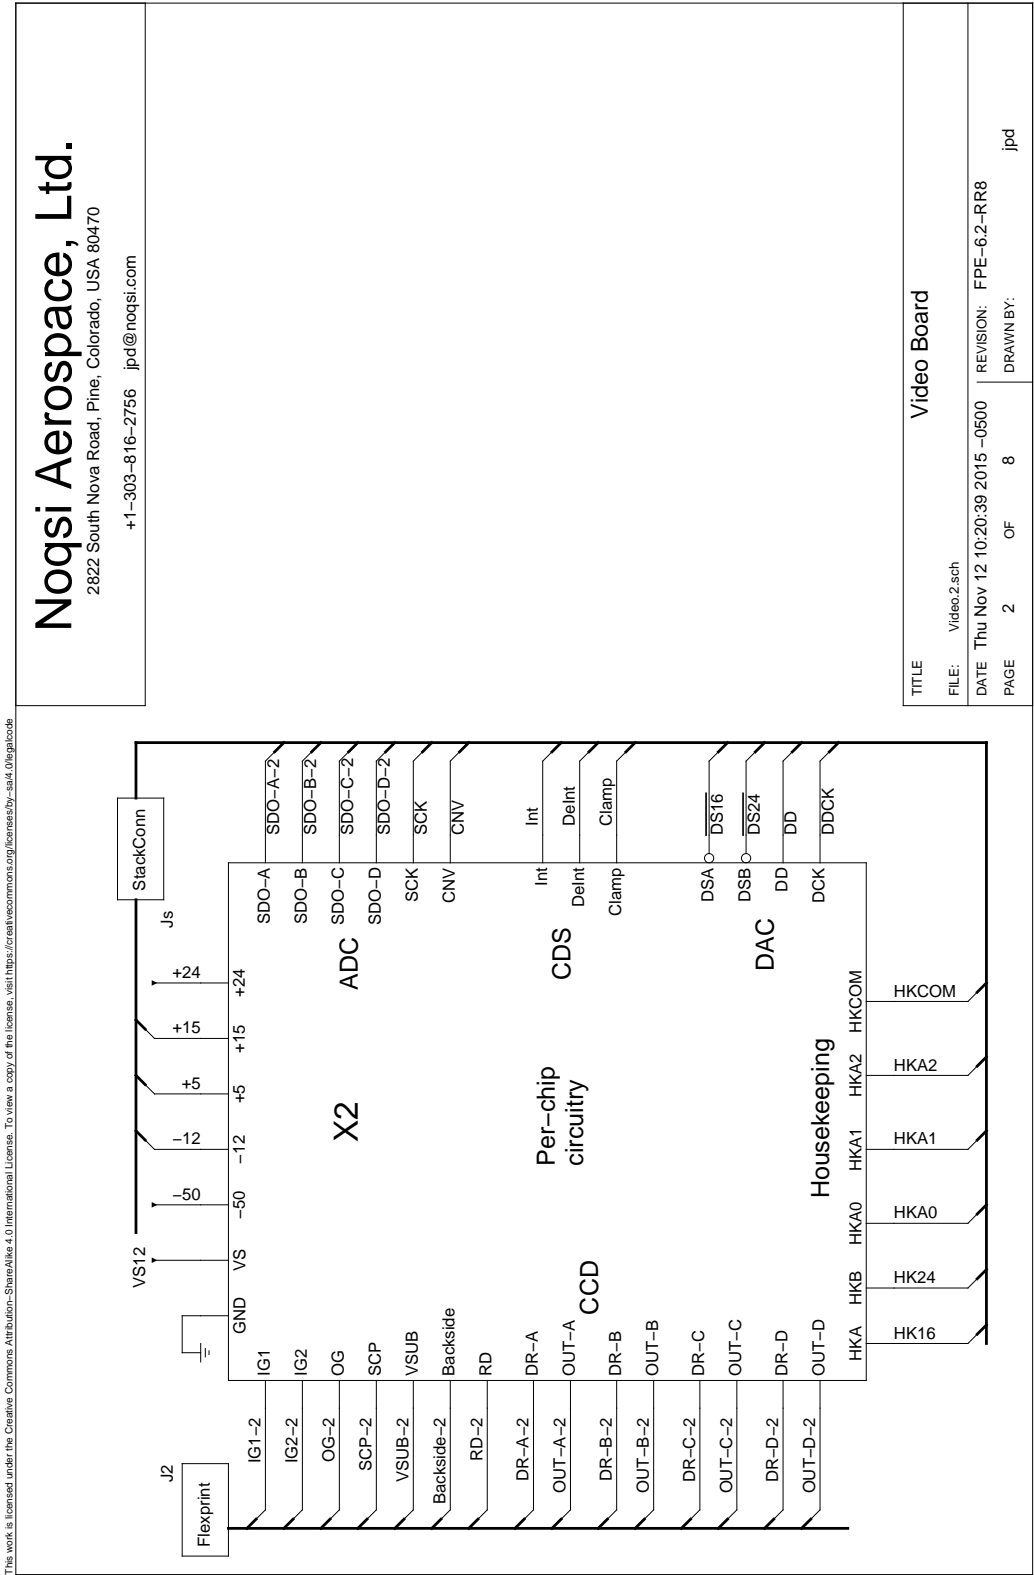 This work is licensed under the Creative Commons Attribution−ShareAlike 4.0 International License. To view a copy of the license, visit https://creativecommons.org/licenses/by−sa/4.0/legalcode
Noqsi Aerospace, Ltd.
2822 South Nova Road, Pine, Colorado, USA 80470
+1−303−816−2756 jpd@noqsi.com
StackConn
Js
VS12
−50
−12
+5
+15
+24
GND
VS
−50
−12
+5
+15
+24
J2
Flexprint
IG1−2
IG2−2
OG−2
SCP−2
VSUB−2
Backside−2
RD−2
DR−A−2
OUT−A−2
DR−B−2
OUT−B−2
DR−C−2
OUT−C−2
DR−D−2
OUT−D−2
IG1
IG2
OG
SCP
VSUB
Backside
RD
DR−A
OUT−A
DR−B
OUT−B
DR−C
OUT−C
DR−D
OUT−D
CCD
X2
Per−chip
circuitry
Housekeeping
ADC
CDS
DAC
SDO−A
SDO−B
SDO−C
SDO−D
SCK
CNV
Int
DeInt
Clamp
DSA
DSB
DD
DCK
SDO−A−2
SDO−B−2
SDO−C−2
SDO−D−2
SCK
CNV
Int
DeInt
Clamp
DS16
DS24
DD
DDCK
HKA
HKB
HKA0
HKA1
HKA2
HKCOM
HK16
HK24
HKA0
HKA1
HKA2
HKCOM
TITLE
Video Board
FILE: Video.2.sch
DATE Thu Nov 12 10:20:39 2015 −0500 REVISION: FPE−6.2−RR8
PAGE 2 OF 8 DRAWN BY: jpd